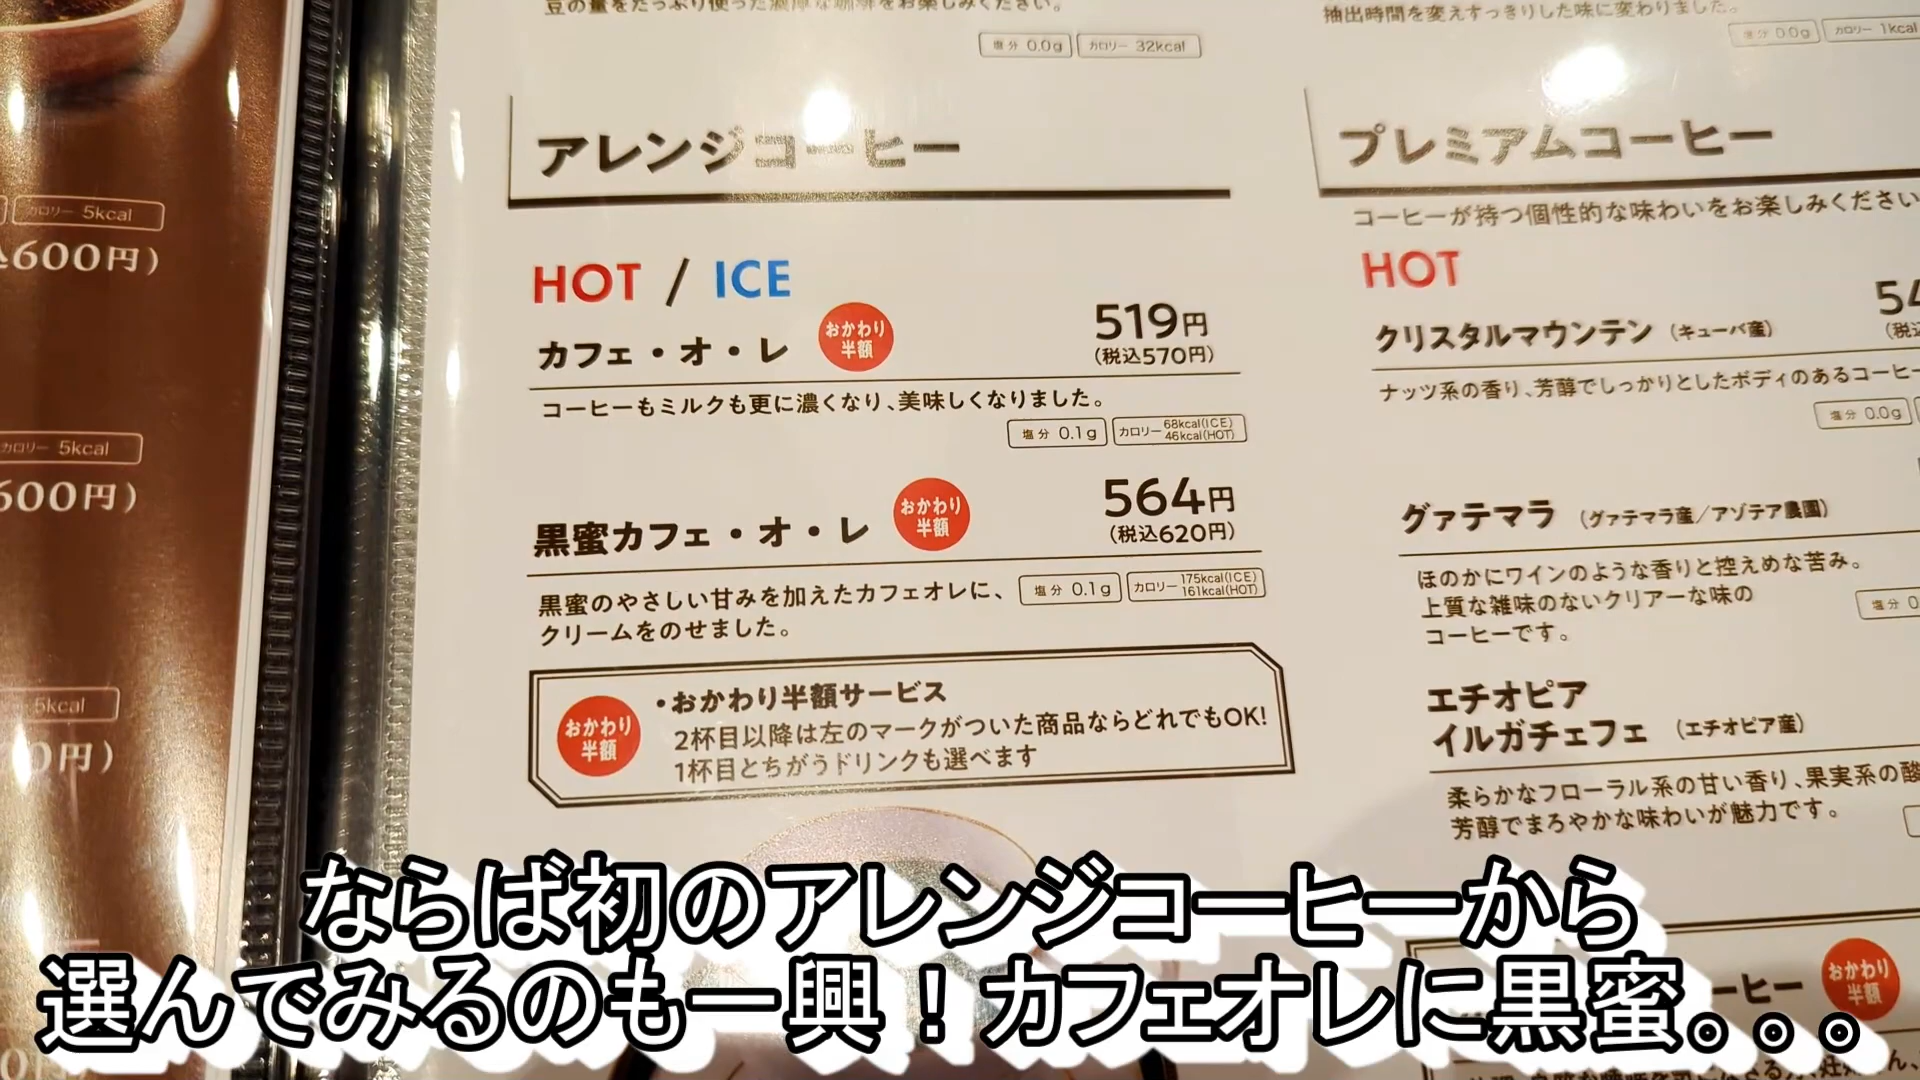 豆の量をたっぷり使った濃厚な珈琲をお楽しみください。
塩分 0.0g カロリー 32kcal
アレンジコーヒー
HOT / ICE
カフェ・オ・レ おかわり半額 519円
(税込570円)
コーヒーもミルクも更に濃くなり、美味しくなりました。
塩分 0.1g カロリー 68kcal(ICE) 46kcal(HOT)
黒蜜カフェ・オ・レ おかわり半額 564円
(税込620円)
黒蜜のやさしい甘みを加えたカフェオレに、 塩分 0.1g カロリー 175kcal(ICE) 161kcal(HOT)
クリームをのせました。
おかわり半額
・おかわり半額サービス
2杯目以降は左のマークがついた商品ならどれでもOK!
1杯目とちがうドリンクも選べます
抽出時間を変えすっきりした味に変わりました。
塩分 0.0g カロリー 1kcal
プレミアムコーヒー
コーヒーが持つ個性的な味わいをお楽しみください
HOT
クリスタルマウンテン (キューバ産) 54
(税込
ナッツ系の香り、芳醇でしっかりとしたボディのあるコーヒー
塩分 0.0g
グァテマラ (グァテマラ産/アゾテア農園)
ほのかにワインのような香りと控えめな苦み。
上質な雑味のないクリアーな味の
コーヒーです。
塩分 0
エチオピア
イルガチェフェ (エチオピア産)
柔らかなフローラル系の甘い香り、果実系の酸
芳醇でまろやかな味わいが魅力です。
ーヒー おかわり半額
カロリー 5kcal
込600円)
カロリー 5kcal
600円)
5kcal
0円)
ならば初のアレンジコーヒーから
選んでみるのも一興！カフェオレに黒蜜。。。